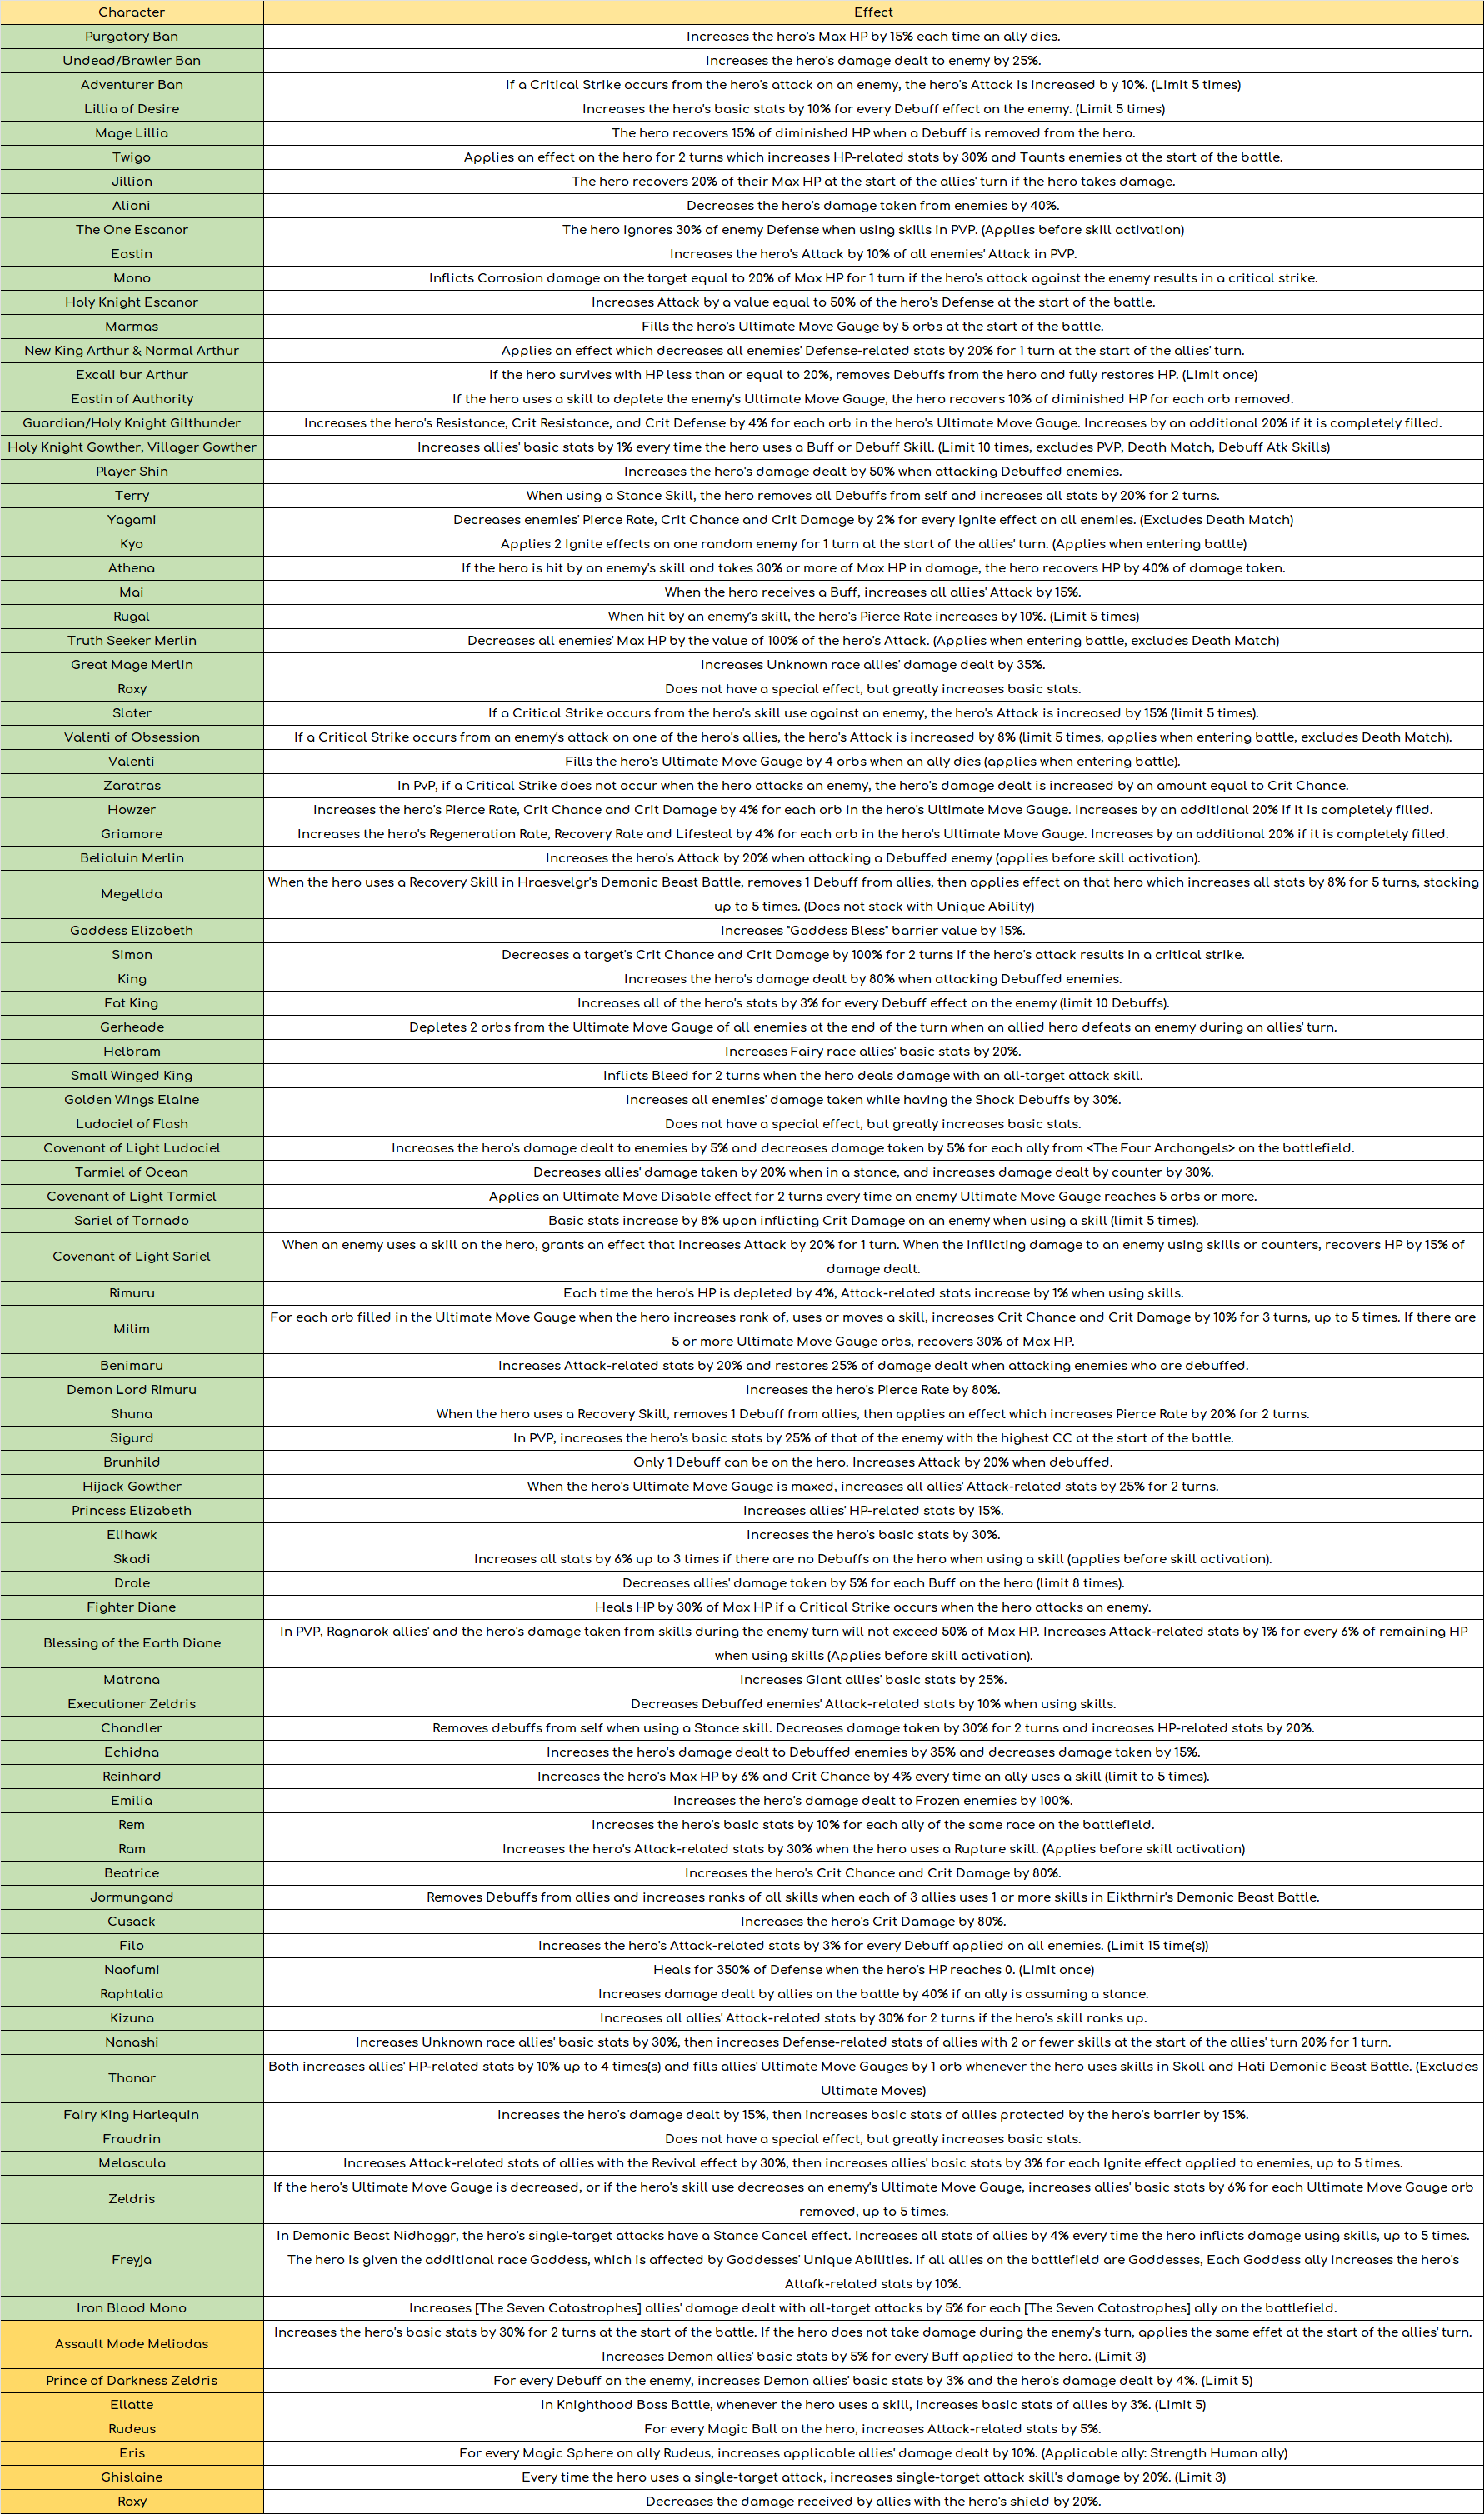 Character Effect
Purgatory Ban Increases the hero's Max HP by 15% each time an ally dies.
Undead/Brawler Ban Increases the hero's damage dealt to enemy by 25%.
Adventurer Ban If a Critical Strike occurs from the hero's attack on an enemy, the hero's Attack is increased b y 10%. (Limit 5 times)
Lillia of Desire Increases the hero's basic stats by 10% for every Debuff effect on the enemy. (Limit 5 times)
Mage Lillia The hero recovers 15% of diminished HP when a Debuff is removed from the hero.
Twigo Applies an effect on the hero for 2 turns which increases HP-related stats by 30% and Taunts enemies at the start of the battle.
Jillion The hero recovers 20% of their Max HP at the start of the allies' turn if the hero takes damage.
Alioni Decreases the hero's damage taken from enemies by 40%.
The One Escanor The hero ignores 30% of enemy Defense when using skills in PVP. (Applies before skill activation)
Eastin Increases the hero's Attack by 10% of all enemies' Attack in PVP.
Mono Inflicts Corrosion damage on the target equal to 20% of Max HP for 1 turn if the hero's attack against the enemy results in a critical strike.
Holy Knight Escanor Increases Attack by a value equal to 50% of the hero's Defense at the start of the battle.
Marmas Fills the hero's Ultimate Move Gauge by 5 orbs at the start of the battle.
New King Arthur & Normal Arthur Applies an effect which decreases all enemies' Defense-related stats by 20% for 1 turn at the start of the allies' turn.
Excali bur Arthur If the hero survives with HP less than or equal to 20%, removes Debuffs from the hero and fully restores HP. (Limit once)
Eastin of Authority If the hero uses a skill to deplete the enemy's Ultimate Move Gauge, the hero recovers 10% of diminished HP for each orb removed.
Guardian/Holy Knight Gilthunder Increases the hero's Resistance, Crit Resistance, and Crit Defense by 4% for each orb in the hero's Ultimate Move Gauge. Increases by an additional 20% if it is completely filled.
Holy Knight Gowther, Villager Gowther Increases allies' basic stats by 1% every time the hero uses a Buff or Debuff Skill. (Limit 10 times, excludes PVP, Death Match, Debuff Atk Skills)
Player Shin Increases the hero's damage dealt by 50% when attacking Debuffed enemies.
Terry When using a Stance Skill, the hero removes all Debuffs from self and increases all stats by 20% for 2 turns.
Yagami Decreases enemies' Pierce Rate, Crit Chance and Crit Damage by 2% for every Ignite effect on all enemies. (Excludes Death Match)
Kyo Applies 2 Ignite effects on one random enemy for 1 turn at the start of the allies' turn. (Applies when entering battle)
Athena If the hero is hit by an enemy's skill and takes 30% or more of Max HP in damage, the hero recovers HP by 40% of damage taken.
Mai When the hero receives a Buff, increases all allies' Attack by 15%.
Rugal When hit by an enemy's skill, the hero's Pierce Rate increases by 10%. (Limit 5 times)
Truth Seeker Merlin Decreases all enemies' Max HP by the value of 100% of the hero's Attack. (Applies when entering battle, excludes Death Match)
Great Mage Merlin Increases Unknown race allies' damage dealt by 35%.
Roxy Does not have a special effect, but greatly increases basic stats.
Slater If a Critical Strike occurs from the hero's skill use against an enemy, the hero's Attack is increased by 15% (limit 5 times).
Valenti of Obsession If a Critical Strike occurs from an enemy's attack on one of the hero's allies, the hero's Attack is increased by 8% (limit 5 times, applies when entering battle, excludes Death Match).
Valenti Fills the hero's Ultimate Move Gauge by 4 orbs when an ally dies (applies when entering battle).
Zaratras In PvP, if a Critical Strike does not occur when the hero attacks an enemy, the hero's damage dealt is increased by an amount equal to Crit Chance.
Howzer Increases the hero's Pierce Rate, Crit Chance and Crit Damage by 4% for each orb in the hero's Ultimate Move Gauge. Increases by an additional 20% if it is completely filled.
Griamore Increases the hero's Regeneration Rate, Recovery Rate and Lifesteal by 4% for each orb in the hero's Ultimate Move Gauge. Increases by an additional 20% if it is completely filled.
Belialuin Merlin Increases the hero's Attack by 20% when attacking a Debuffed enemy (applies before skill activation).
Megellda When the hero uses a Recovery Skill in Hraesvelgr's Demonic Beast Battle, removes 1 Debuff from allies, then applies effect on that hero which increases all stats by 8% for 5 turns, stacking
up to 5 times. (Does not stack with Unique Ability)
Goddess Elizabeth Increases "Goddess Bless" barrier value by 15%.
Simon Decreases a target's Crit Chance and Crit Damage by 100% for 2 turns if the hero's attack results in a critical strike.
King Increases the hero's damage dealt by 80% when attacking Debuffed enemies.
Fat King Increases all of the hero's stats by 3% for every Debuff effect on the enemy (limit 10 Debuffs).
Gerheade Depletes 2 orbs from the Ultimate Move Gauge of all enemies at the end of the turn when an allied hero defeats an enemy during an allies' turn.
Helbram Increases Fairy race allies' basic stats by 20%.
Small Winged King Inflicts Bleed for 2 turns when the hero deals damage with an all-target attack skill.
Golden Wings Elaine Increases all enemies' damage taken while having the Shock Debuffs by 30%.
Ludociel of Flash Does not have a special effect, but greatly increases basic stats.
Covenant of Light Ludociel Increases the hero's damage dealt to enemies by 5% and decreases damage taken by 5% for each ally from <The Four Archangels> on the battlefield.
Tarmiel of Ocean Decreases allies' damage taken by 20% when in a stance, and increases damage dealt by counter by 30%.
Covenant of Light Tarmiel Applies an Ultimate Move Disable effect for 2 turns every time an enemy Ultimate Move Gauge reaches 5 orbs or more.
Sariel of Tornado Basic stats increase by 8% upon inflicting Crit Damage on an enemy when using a skill (limit 5 times).
Covenant of Light Sariel When an enemy uses a skill on the hero, grants an effect that increases Attack by 20% for 1 turn. When the inflicting damage to an enemy using skills or counters, recovers HP by 15% of
damage dealt.
Rimuru Each time the hero's HP is depleted by 4%, Attack-related stats increase by 1% when using skills.
Milim For each orb filled in the Ultimate Move Gauge when the hero increases rank of, uses or moves a skill, increases Crit Chance and Crit Damage by 10% for 3 turns, up to 5 times. If there are
5 or more Ultimate Move Gauge orbs, recovers 30% of Max HP.
Benimaru Increases Attack-related stats by 20% and restores 25% of damage dealt when attacking enemies who are debuffed.
Demon Lord Rimuru Increases the hero's Pierce Rate by 80%.
Shuna When the hero uses a Recovery Skill, removes 1 Debuff from allies, then applies an effect which increases Pierce Rate by 20% for 2 turns.
Sigurd In PVP, increases the hero's basic stats by 25% of that of the enemy with the highest CC at the start of the battle.
Brunhild Only 1 Debuff can be on the hero. Increases Attack by 20% when debuffed.
Hijack Gowther When the hero's Ultimate Move Gauge is maxed, increases all allies' Attack-related stats by 25% for 2 turns.
Princess Elizabeth Increases allies' HP-related stats by 15%.
Elihawk Increases the hero's basic stats by 30%.
Skadi Increases all stats by 6% up to 3 times if there are no Debuffs on the hero when using a skill (applies before skill activation).
Drole Decreases allies' damage taken by 5% for each Buff on the hero (limit 8 times).
Fighter Diane Heals HP by 30% of Max HP if a Critical Strike occurs when the hero attacks an enemy.
Blessing of the Earth Diane In PVP, Ragnarok allies' and the hero's damage taken from skills during the enemy turn will not exceed 50% of Max HP. Increases Attack-related stats by 1% for every 6% of remaining HP
when using skills (Applies before skill activation).
Matrona Increases Giant allies' basic stats by 25%.
Executioner Zeldris Decreases Debuffed enemies' Attack-related stats by 10% when using skills.
Chandler Removes debuffs from self when using a Stance skill. Decreases damage taken by 30% for 2 turns and increases HP-related stats by 20%.
Echidna Increases the hero's damage dealt to Debuffed enemies by 35% and decreases damage taken by 15%.
Reinhard Increases the hero's Max HP by 6% and Crit Chance by 4% every time an ally uses a skill (limit to 5 times).
Emilia Increases the hero's damage dealt to Frozen enemies by 100%.
Rem Increases the hero's basic stats by 10% for each ally of the same race on the battlefield.
Ram Increases the hero's Attack-related stats by 30% when the hero uses a Rupture skill. (Applies before skill activation)
Beatrice Increases the hero's Crit Chance and Crit Damage by 80%.
Jormungand Removes Debuffs from allies and increases ranks of all skills when each of 3 allies uses 1 or more skills in Eikthrnir's Demonic Beast Battle.
Cusack Increases the hero's Crit Damage by 80%.
Filo Increases the hero's Attack-related stats by 3% for every Debuff applied on all enemies. (Limit 15 time(s))
Naofumi Heals for 350% of Defense when the hero's HP reaches 0. (Limit once)
Raphtalia Increases damage dealt by allies on the battle by 40% if an ally is assuming a stance.
Kizuna Increases all allies' Attack-related stats by 30% for 2 turns if the hero's skill ranks up.
Nanashi Increases Unknown race allies' basic stats by 30%, then increases Defense-related stats of allies with 2 or fewer skills at the start of the allies' turn 20% for 1 turn.
Thonar Both increases allies' HP-related stats by 10% up to 4 times(s) and fills allies' Ultimate Move Gauges by 1 orb whenever the hero uses skills in Skoll and Hati Demonic Beast Battle. (Excludes
Ultimate Moves)
Fairy King Harlequin Increases the hero's damage dealt by 15%, then increases basic stats of allies protected by the hero's barrier by 15%.
Fraudrin Does not have a special effect, but greatly increases basic stats.
Melascula Increases Attack-related stats of allies with the Revival effect by 30%, then increases allies' basic stats by 3% for each Ignite effect applied to enemies, up to 5 times.
Zeldris If the hero's Ultimate Move Gauge is decreased, or if the hero's skill use decreases an enemy's Ultimate Move Gauge, increases allies' basic stats by 6% for each Ultimate Move Gauge orb
removed, up to 5 times.
Freyja In Demonic Beast Nidhoggr, the hero's single-target attacks have a Stance Cancel effect. Increases all stats of allies by 4% every time the hero inflicts damage using skills, up to 5 times.
The hero is given the additional race Goddess, which is affected by Goddesses' Unique Abilities. If all allies on the battlefield are Goddesses, Each Goddess ally increases the hero's
Attafk-related stats by 10%.
Iron Blood Mono Increases [The Seven Catastrophes] allies' damage dealt with all-target attacks by 5% for each [The Seven Catastrophes] ally on the battlefield.
Assault Mode Meliodas Increases the hero's basic stats by 30% for 2 turns at the start of the battle. If the hero does not take damage during the enemy's turn, applies the same effet at the start of the allies' turn.
Increases Demon allies' basic stats by 5% for every Buff applied to the hero. (Limit 3)
Prince of Darkness Zeldris For every Debuff on the enemy, increases Demon allies' basic stats by 3% and the hero's damage dealt by 4%. (Limit 5)
Ellatte In Knighthood Boss Battle, whenever the hero uses a skill, increases basic stats of allies by 3%. (Limit 5)
Rudeus For every Magic Ball on the hero, increases Attack-related stats by 5%.
Eris For every Magic Sphere on ally Rudeus, increases applicable allies' damage dealt by 10%. (Applicable ally: Strength Human ally)
Ghislaine Every time the hero uses a single-target attack, increases single-target attack skill's damage by 20%. (Limit 3)
Roxy Decreases the damage received by allies with the hero's shield by 20%.